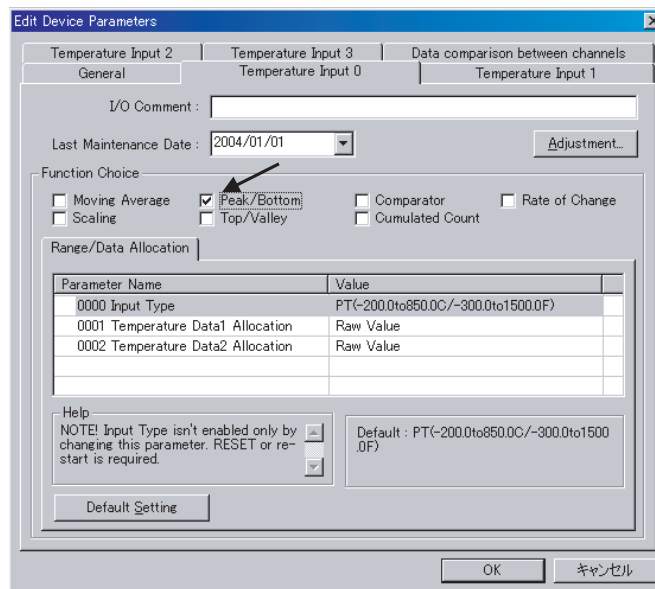 Edit Device Parameters
Temperature Input 2
Temperature Input 3
Data comparison between channels
General
Temperature Input 0
Temperature Input 1
I/O Comment :
Last Maintenance Date :
2004/01/01
Adjustment...
Function Choice
Moving Average
Peak/Bottom
Comparator
Rate of Change
Scaling
Top/Valley
Cumulated Count
Range/Data Allocation
Parameter Name
Value
0000 Input Type
PT(-200.0to850.0C/-300.0to1500.0F)
0001 Temperature Data1 Allocation
Raw Value
0002 Temperature Data2 Allocation
Raw Value
Help
NOTE! Input Type isn't enabled only by
changing this parameter. RESET or re-
start is required.
Default : PT(-200.0to850.0C/-300.0to1500
.0F)
Default Setting
OK
キャンセル